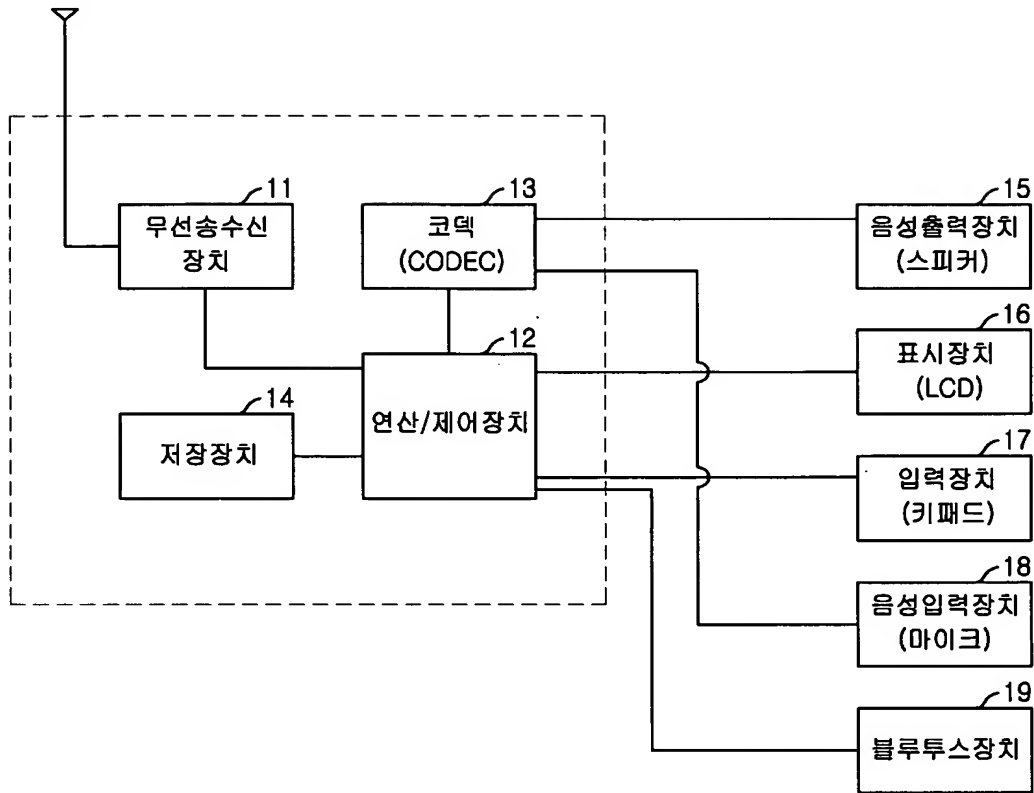 11
무선송수신
장치
13
코덱
(CODEC)
15
음성출력장치
(스피커)
12
연산/제어장치
16
표시장치
(LCD)
14
저장장치
17
입력장치
(키패드)
18
음성입력장치
(마이크)
19
블루투스장치